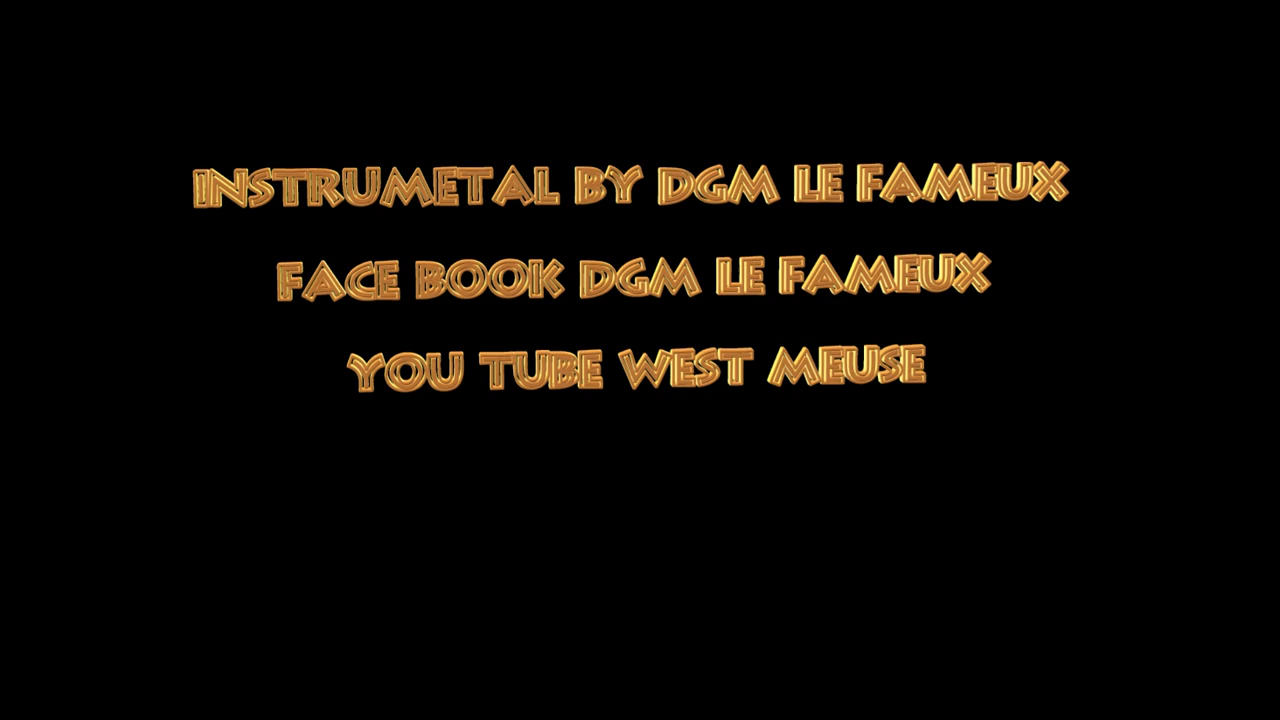 INSTRUMETAL BY DGM LE FAMEUX
FACE BOOK DGM LE FAMEUX
YOU TUBE WEST MEUSE